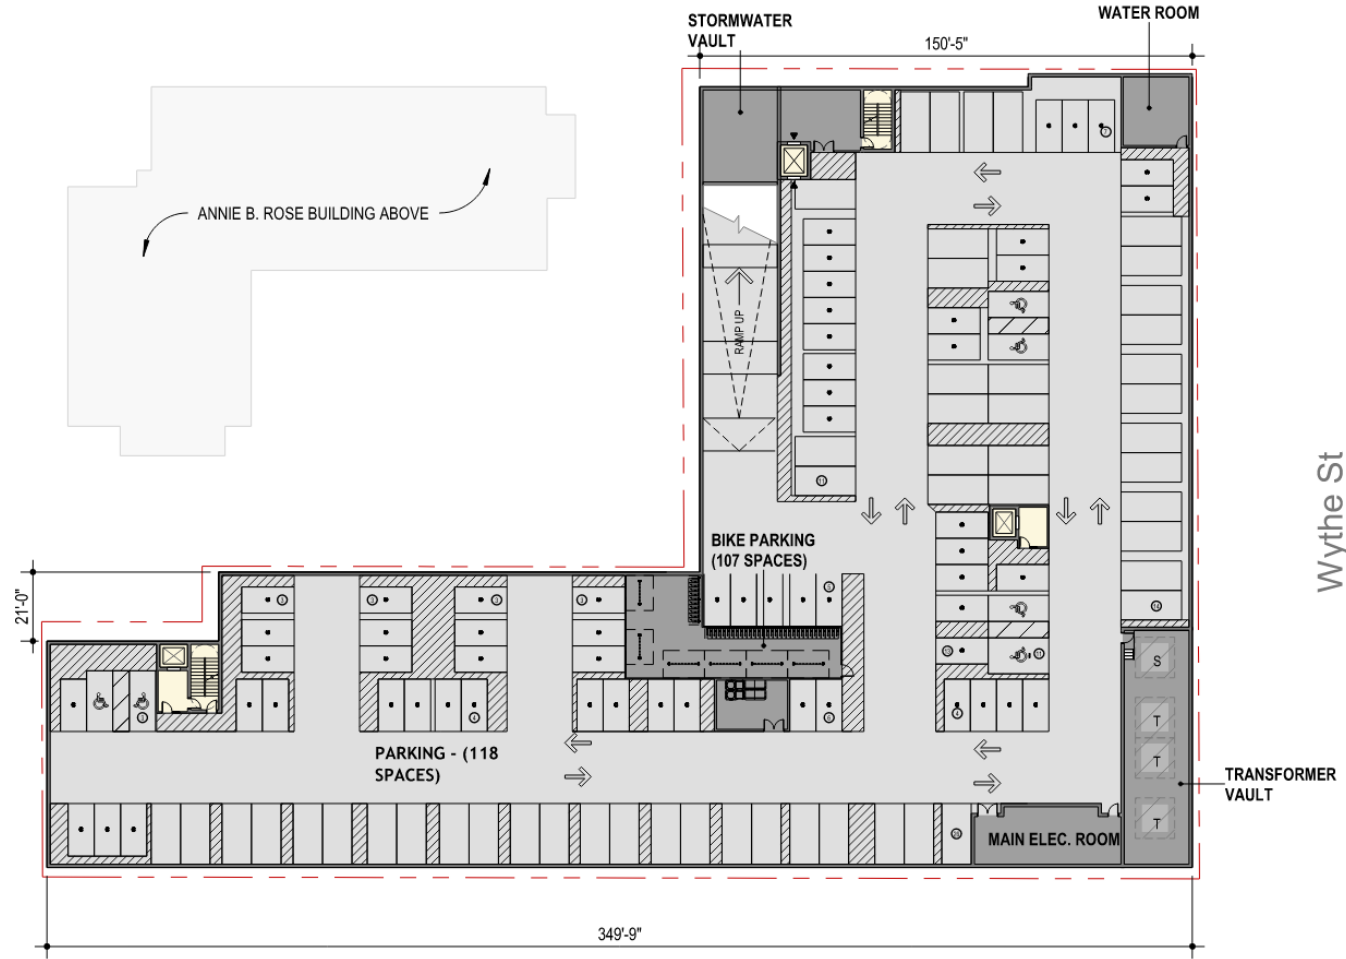 STORMWATER
VAULT
WATER ROOM
150'-5"
ANNIE B. ROSE BUILDING ABOVE
RAMP UP
Wythe St
BIKE PARKING
(107 SPACES)
21'-0"
PARKING - (118
SPACES)
S
T
T
T
TRANSFORMER
VAULT
MAIN ELEC. ROOM
349'-9"